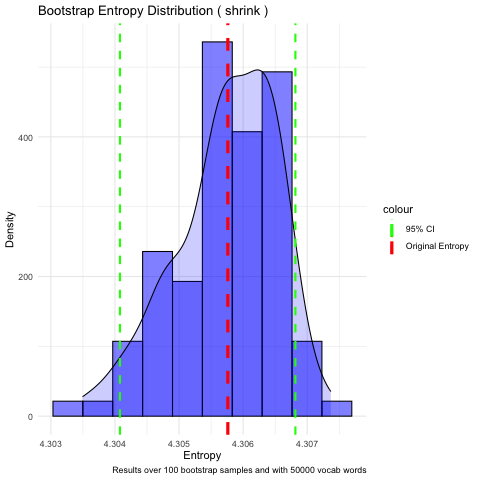 Bootstrap Entropy Distribution ( shrink )
Density
400
200
0
4.303 4.304 4.305 4.306 4.307
Entropy
colour
95% CI
Original Entropy
Results over 100 bootstrap samples and with 50000 vocab words